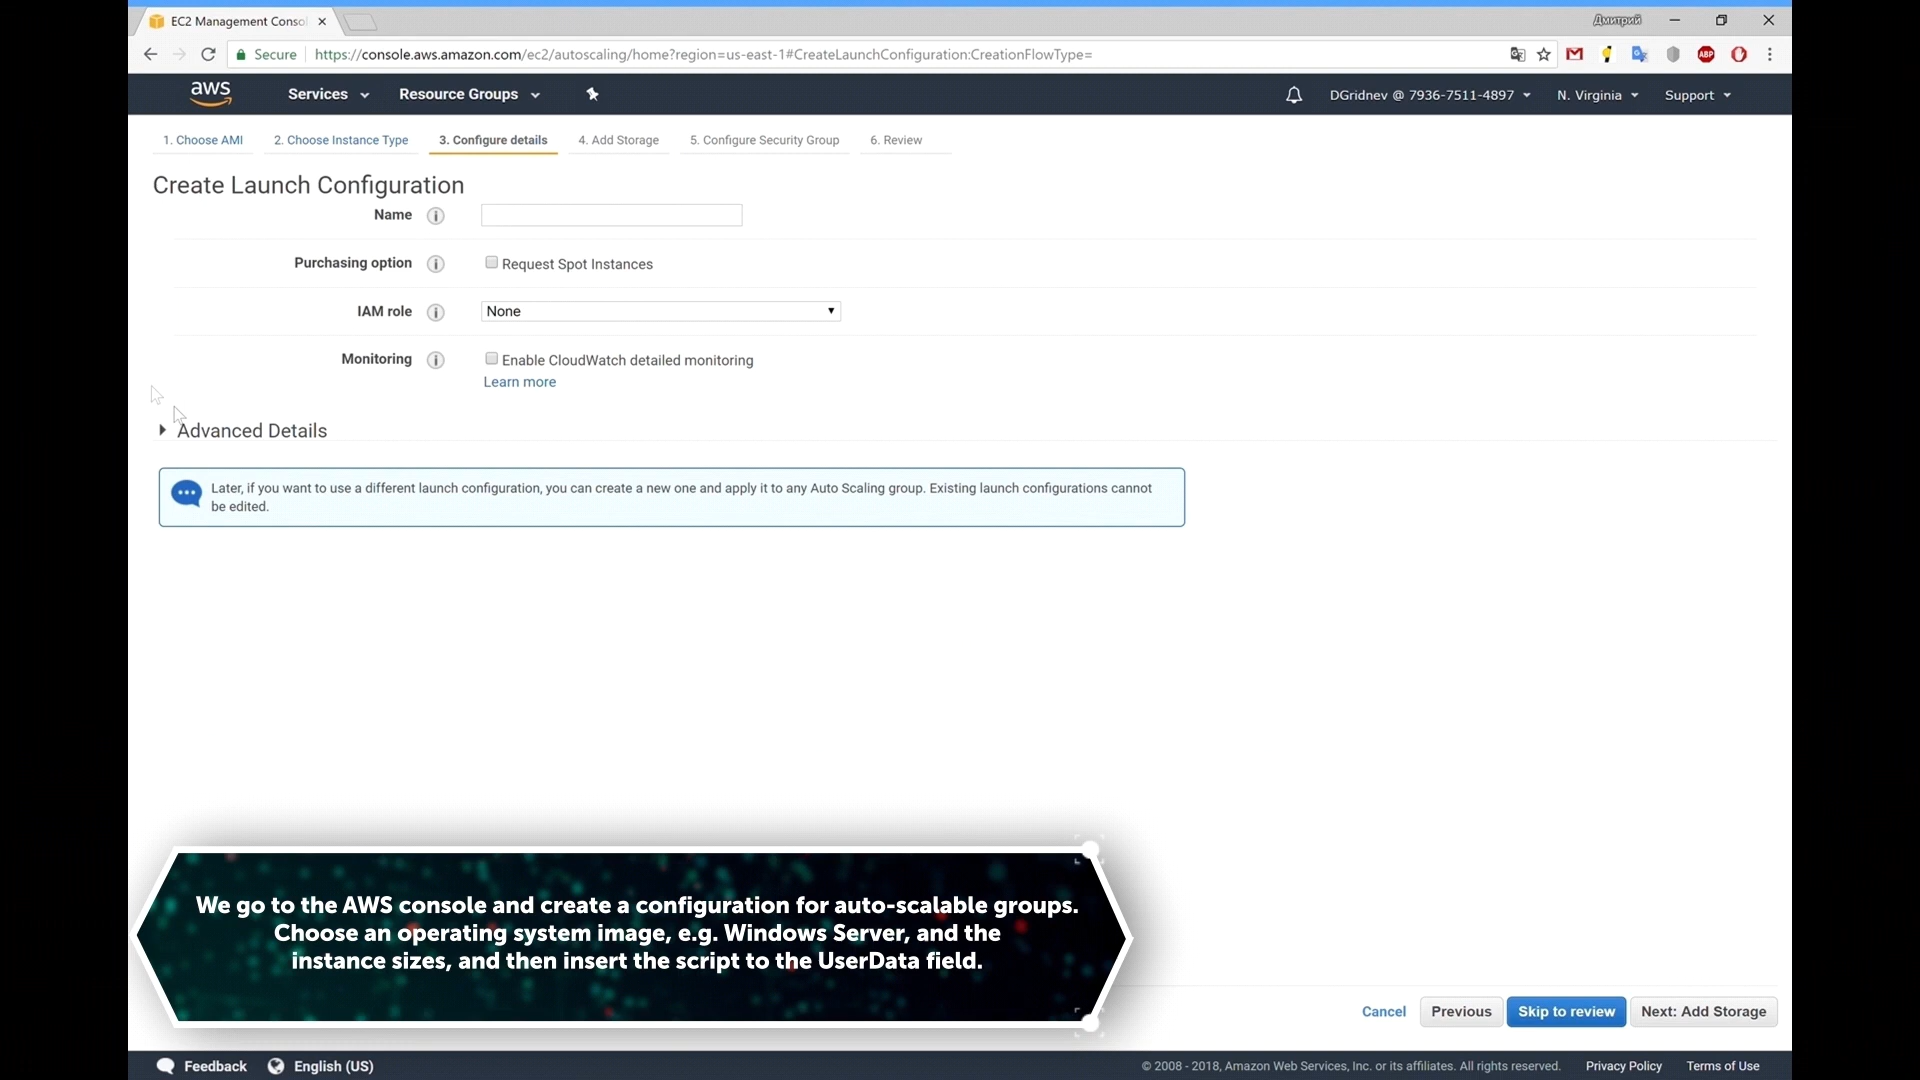 EC2 Management Conso
Дмитрий
Secure https://console.aws.amazon.com/ec2/autoscaling/home?region=us-east-1#CreateLaunchConfiguration:CreationFlowType=
ABP
aws Services Resource Groups DGridnev @ 7936-7511-4897 N. Virginia Support
1. Choose AMI 2. Choose Instance Type 3. Configure details 4. Add Storage 5. Configure Security Group 6. Review
Create Launch Configuration
Name
Purchasing option Request Spot Instances
IAM role None
Monitoring Enable CloudWatch detailed monitoring
Learn more
Advanced Details
Later, if you want to use a different launch configuration, you can create a new one and apply it to any Auto Scaling group. Existing launch configurations cannot
be edited.
We go to the AWS console and create a configuration for auto-scalable groups.
Choose an operating system image, e.g. Windows Server, and the
instance sizes, and then insert the script to the UserData field.
Cancel Previous Skip to review Next: Add Storage
Feedback English (US) © 2008 - 2018, Amazon Web Services, Inc. or its affiliates. All rights reserved. Privacy Policy Terms of Use